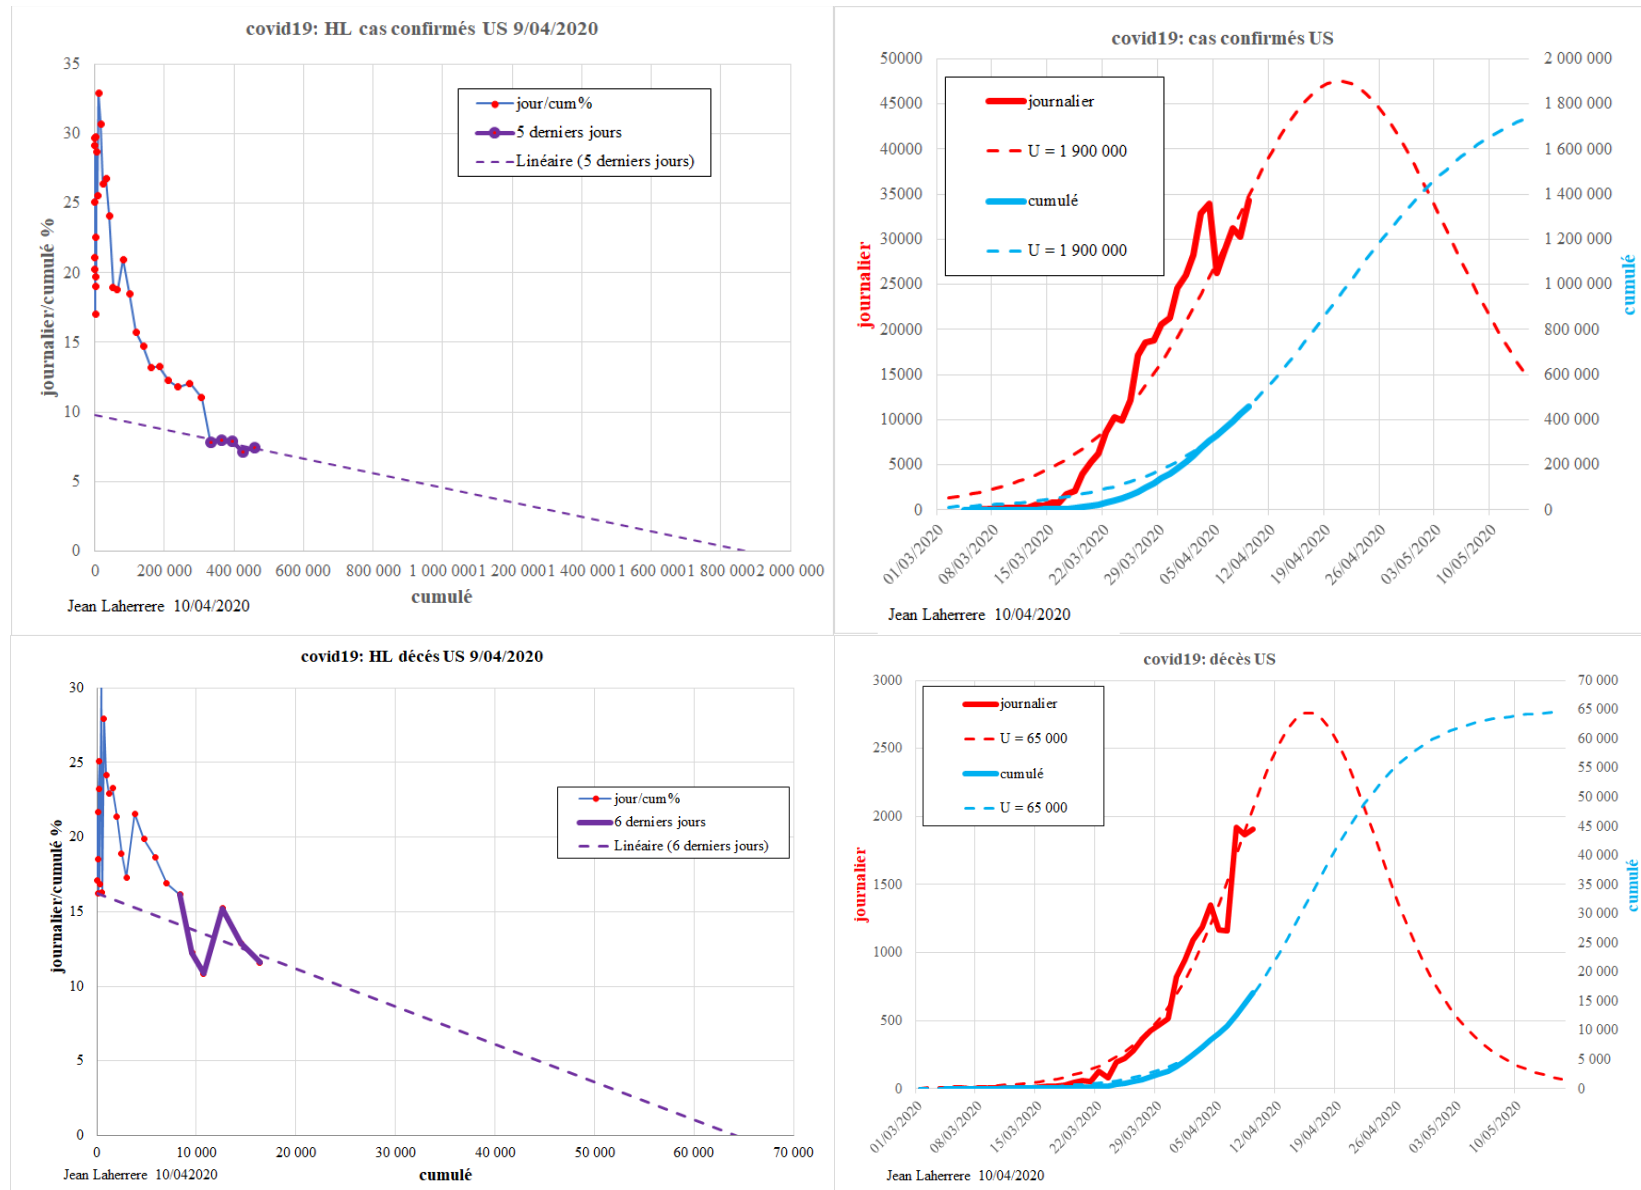 covid19: HL cas confirmés US 9/04/2020
35
30
25
20
15
10
5
0
journalier/cumulé %
jour/cum%
5 derniers jours
Linéaire (5 derniers jours)
0 200 000 400 000 600 000 800 000 1 000 000 1 200 000 1 400 000 1 600 000 1 800 000 2 000 000
cumulé
Jean Laherrere 10/04/2020
covid19: cas confirmés US
50000
45000
40000
35000
30000
25000
20000
15000
10000
5000
0
journalier
journalier
U = 1 900 000
cumulé
U = 1 900 000
2 000 000
1 800 000
1 600 000
1 400 000
1 200 000
1 000 000
800 000
600 000
400 000
200 000
0
cumulé
01/03/2020 08/03/2020 15/03/2020 22/03/2020 29/03/2020 05/04/2020 12/04/2020 19/04/2020 26/04/2020 03/05/2020 10/05/2020
Jean Laherrere 10/04/2020
covid19: HL décés US 9/04/2020
30
25
20
15
10
5
0
journalier/cumulé %
jour/cum%
6 derniers jours
Linéaire (6 derniers jours)
0 10 000 20 000 30 000 40 000 50 000 60 000 70 000
cumulé
Jean Laherrere 10/042020
covid19: décès US
3000
2500
2000
1500
1000
500
0
journalier
journalier
U = 65 000
cumulé
U = 65 000
70 000
65 000
60 000
55 000
50 000
45 000
40 000
35 000
30 000
25 000
20 000
15 000
10 000
5 000
0
cumulé
01/03/2020 08/03/2020 15/03/2020 22/03/2020 29/03/2020 05/04/2020 12/04/2020 19/04/2020 26/04/2020 03/05/2020 10/05/2020
Jean Laherrere 10/04/2020